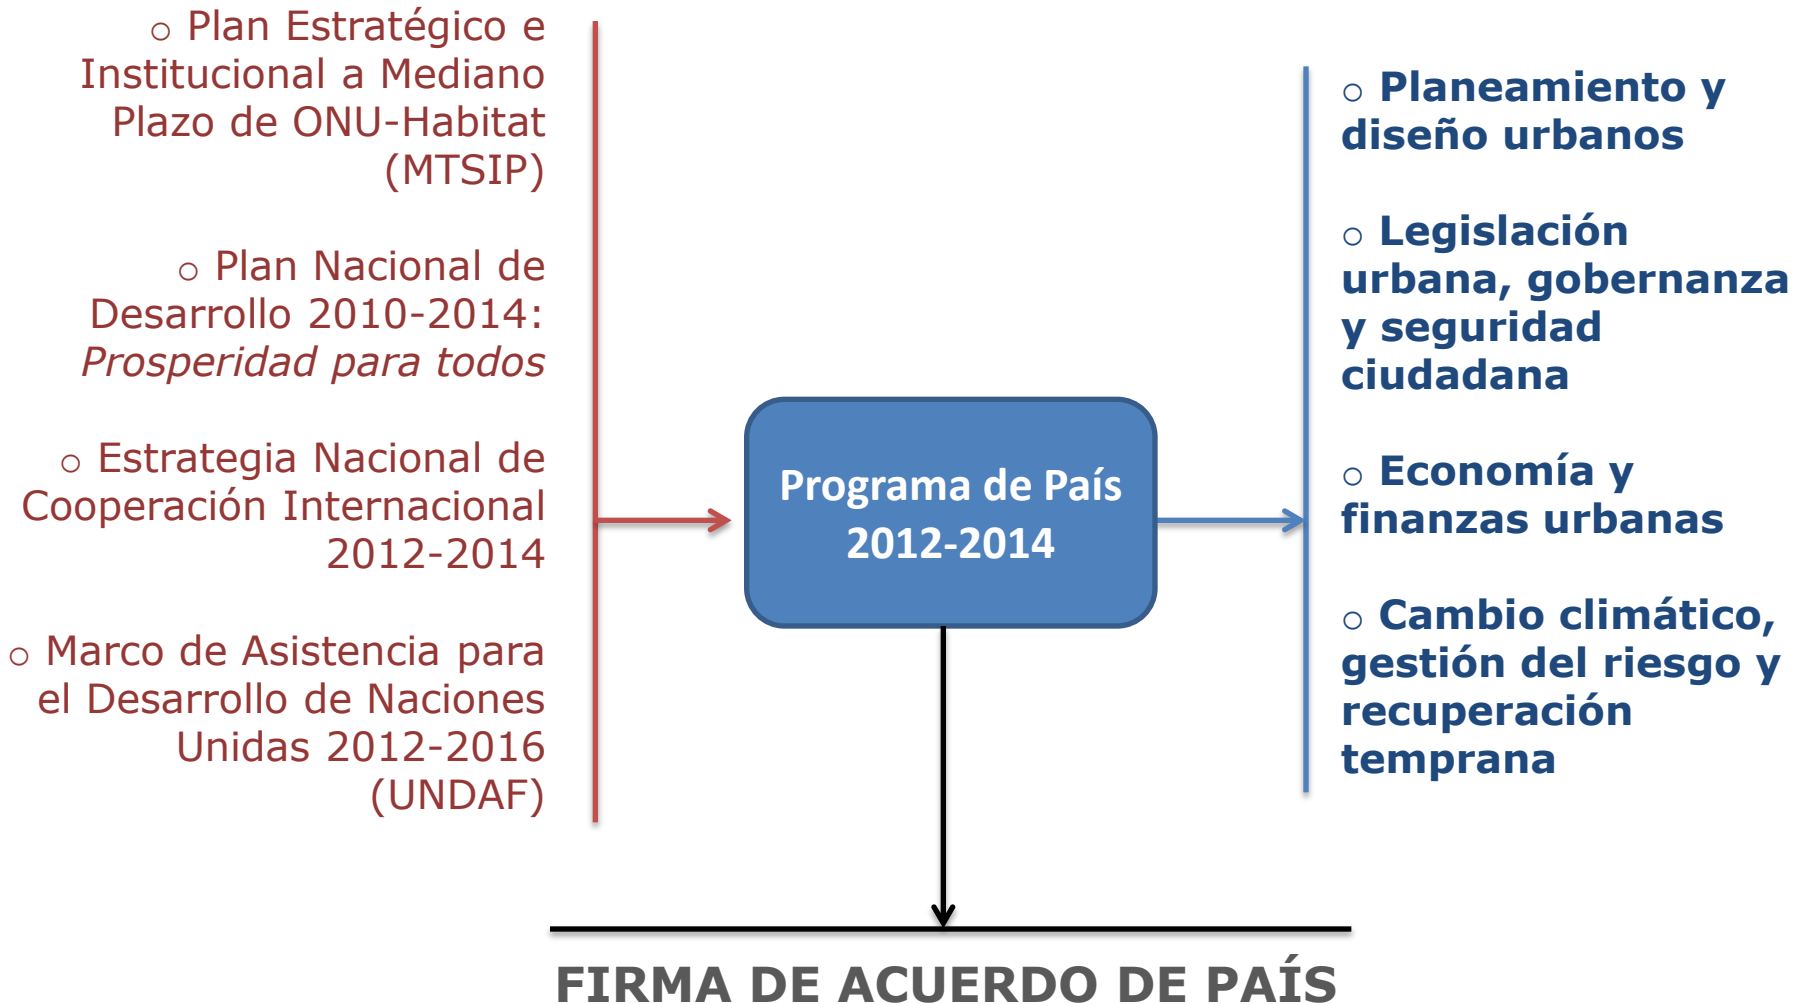 o Plan Estratégico e
Institucional a Mediano
Plazo de ONU-Habitat
(MTSIP)
o Plan Nacional de
Desarrollo 2010-2014:
Prosperidad para todos
o Estrategia Nacional de
Cooperación Internacional
2012-2014
o Marco de Asistencia para
el Desarrollo de Naciones
Unidas 2012-2016
(UNDAF)
Programa de País
2012-2014
o Planeamiento y
diseño urbanos
o Legislación
urbana, gobernanza
y seguridad
ciudadana
o Economía y
finanzas urbanas
o Cambio climático,
gestión del riesgo y
recuperación
temprana
FIRMA DE ACUERDO DE PAÍS